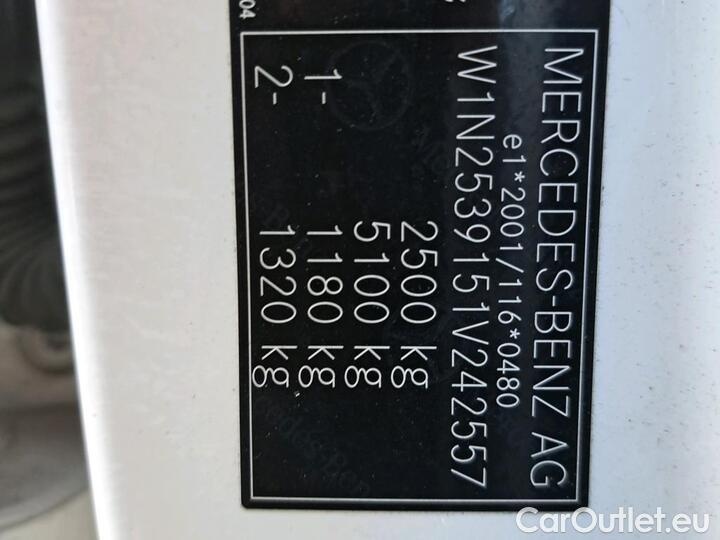 MERCEDES-BENZ AG
e1*2001/116*0480
W1N2539151V242557
2500 kg
5100 kg
1- 1180 kg
2- 1320 kg
04
CarOutlet.eu